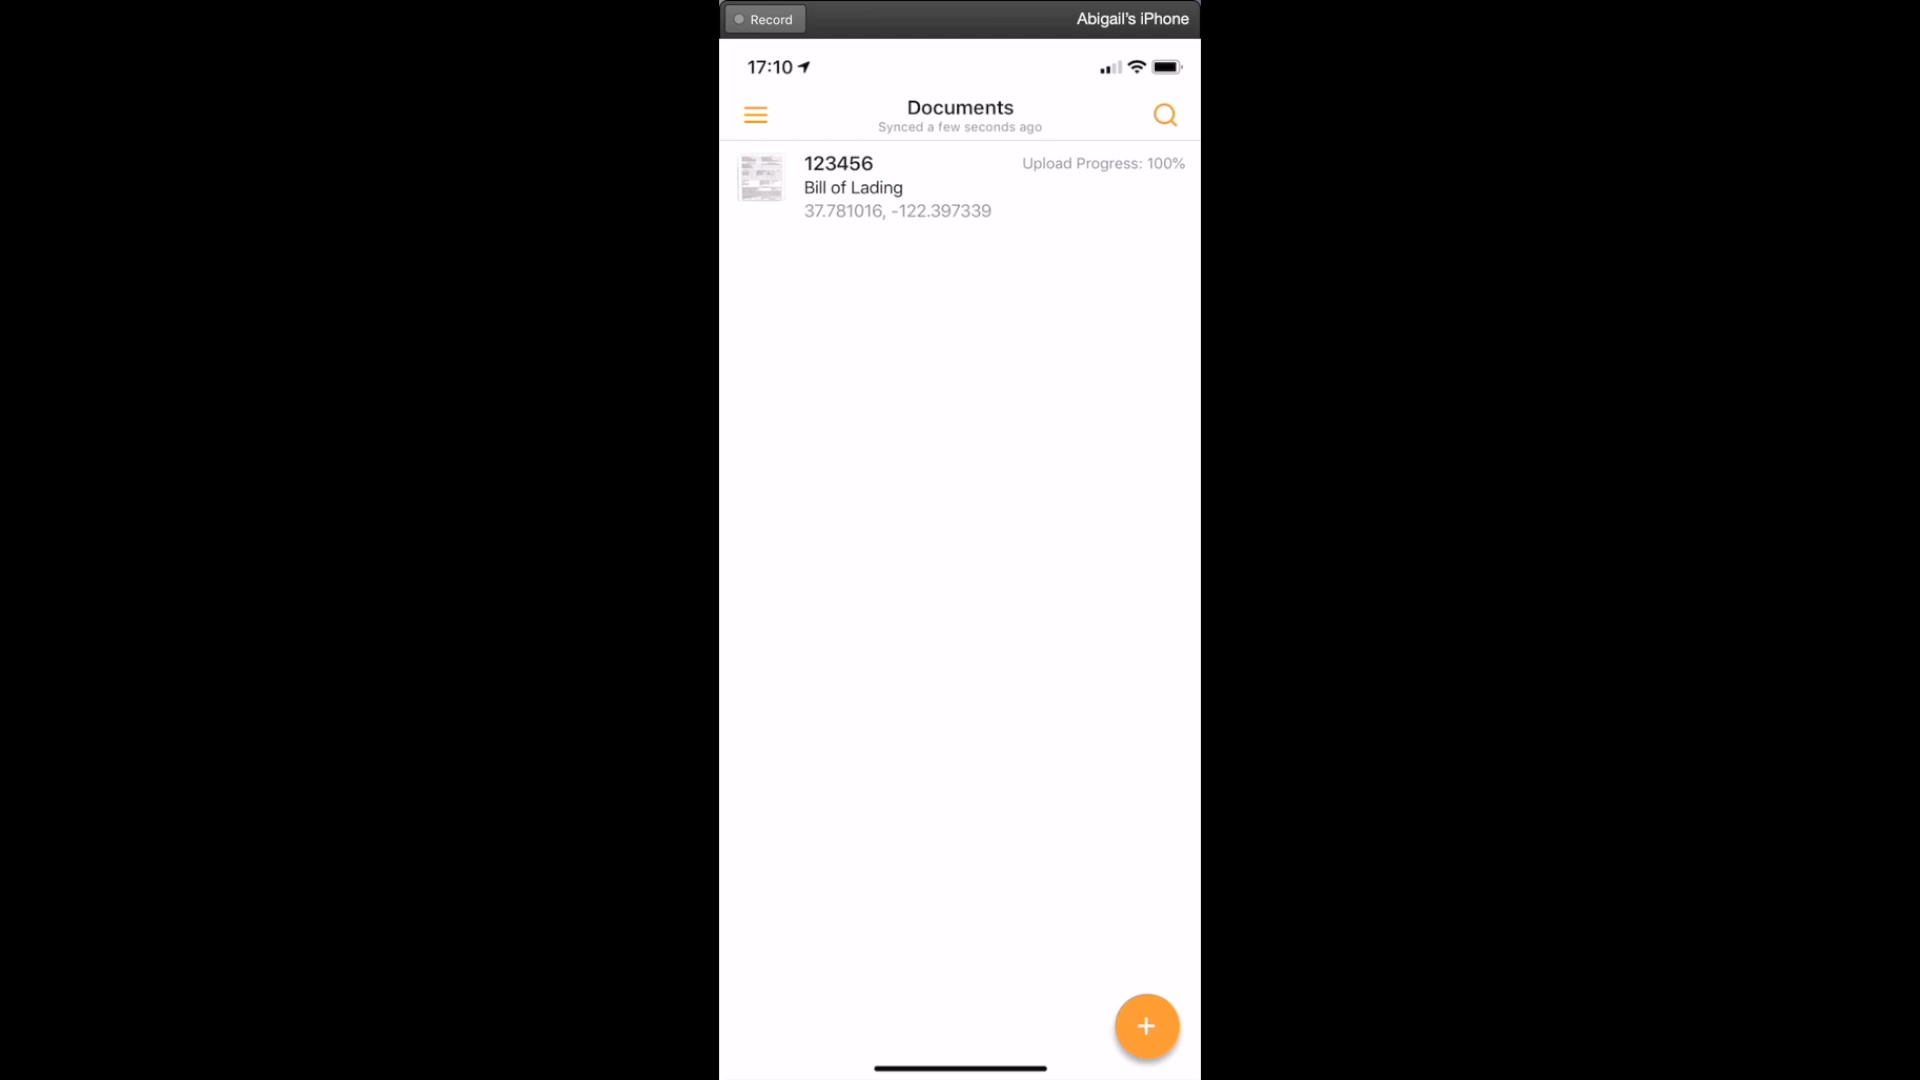 Record
Abigail’s iPhone
17:10
Documents
Synced a few seconds ago
123456
Upload Progress: 100%
Bill of Lading
37.781016, -122.397339